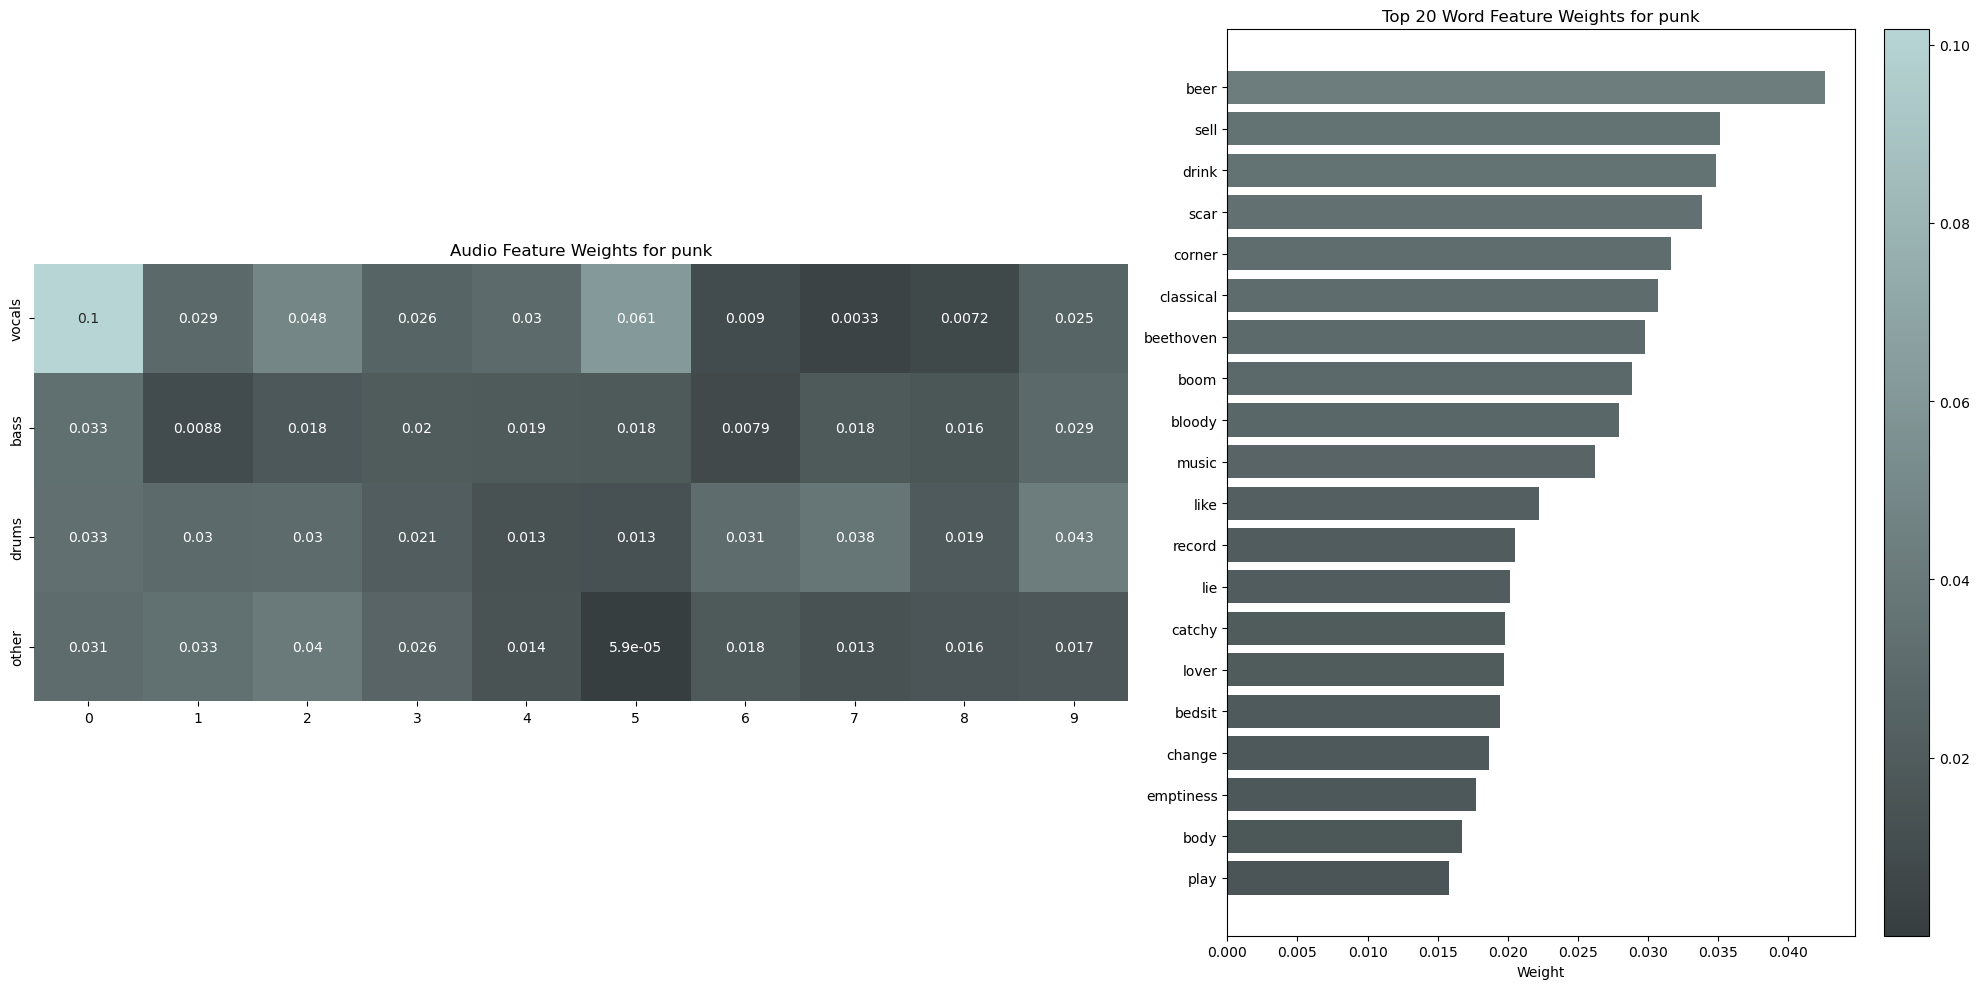 Audio Feature Weights for punk
vocals 0.1 0.029 0.048 0.026 0.03 0.061 0.009 0.0033 0.0072 0.025
bass 0.033 0.0088 0.018 0.02 0.019 0.018 0.0079 0.018 0.016 0.029
drums 0.033 0.03 0.03 0.021 0.013 0.013 0.031 0.038 0.019 0.043
other 0.031 0.033 0.04 0.026 0.014 5.9e-05 0.018 0.013 0.016 0.017
0 1 2 3 4 5 6 7 8 9
Top 20 Word Feature Weights for punk
beer
sell
drink
scar
corner
classical
beethoven
boom
bloody
music
like
record
lie
catchy
lover
bedsit
change
emptiness
body
play
0.000 0.005 0.010 0.015 0.020 0.025 0.030 0.035 0.040
Weight
0.10
0.08
0.06
0.04
0.02